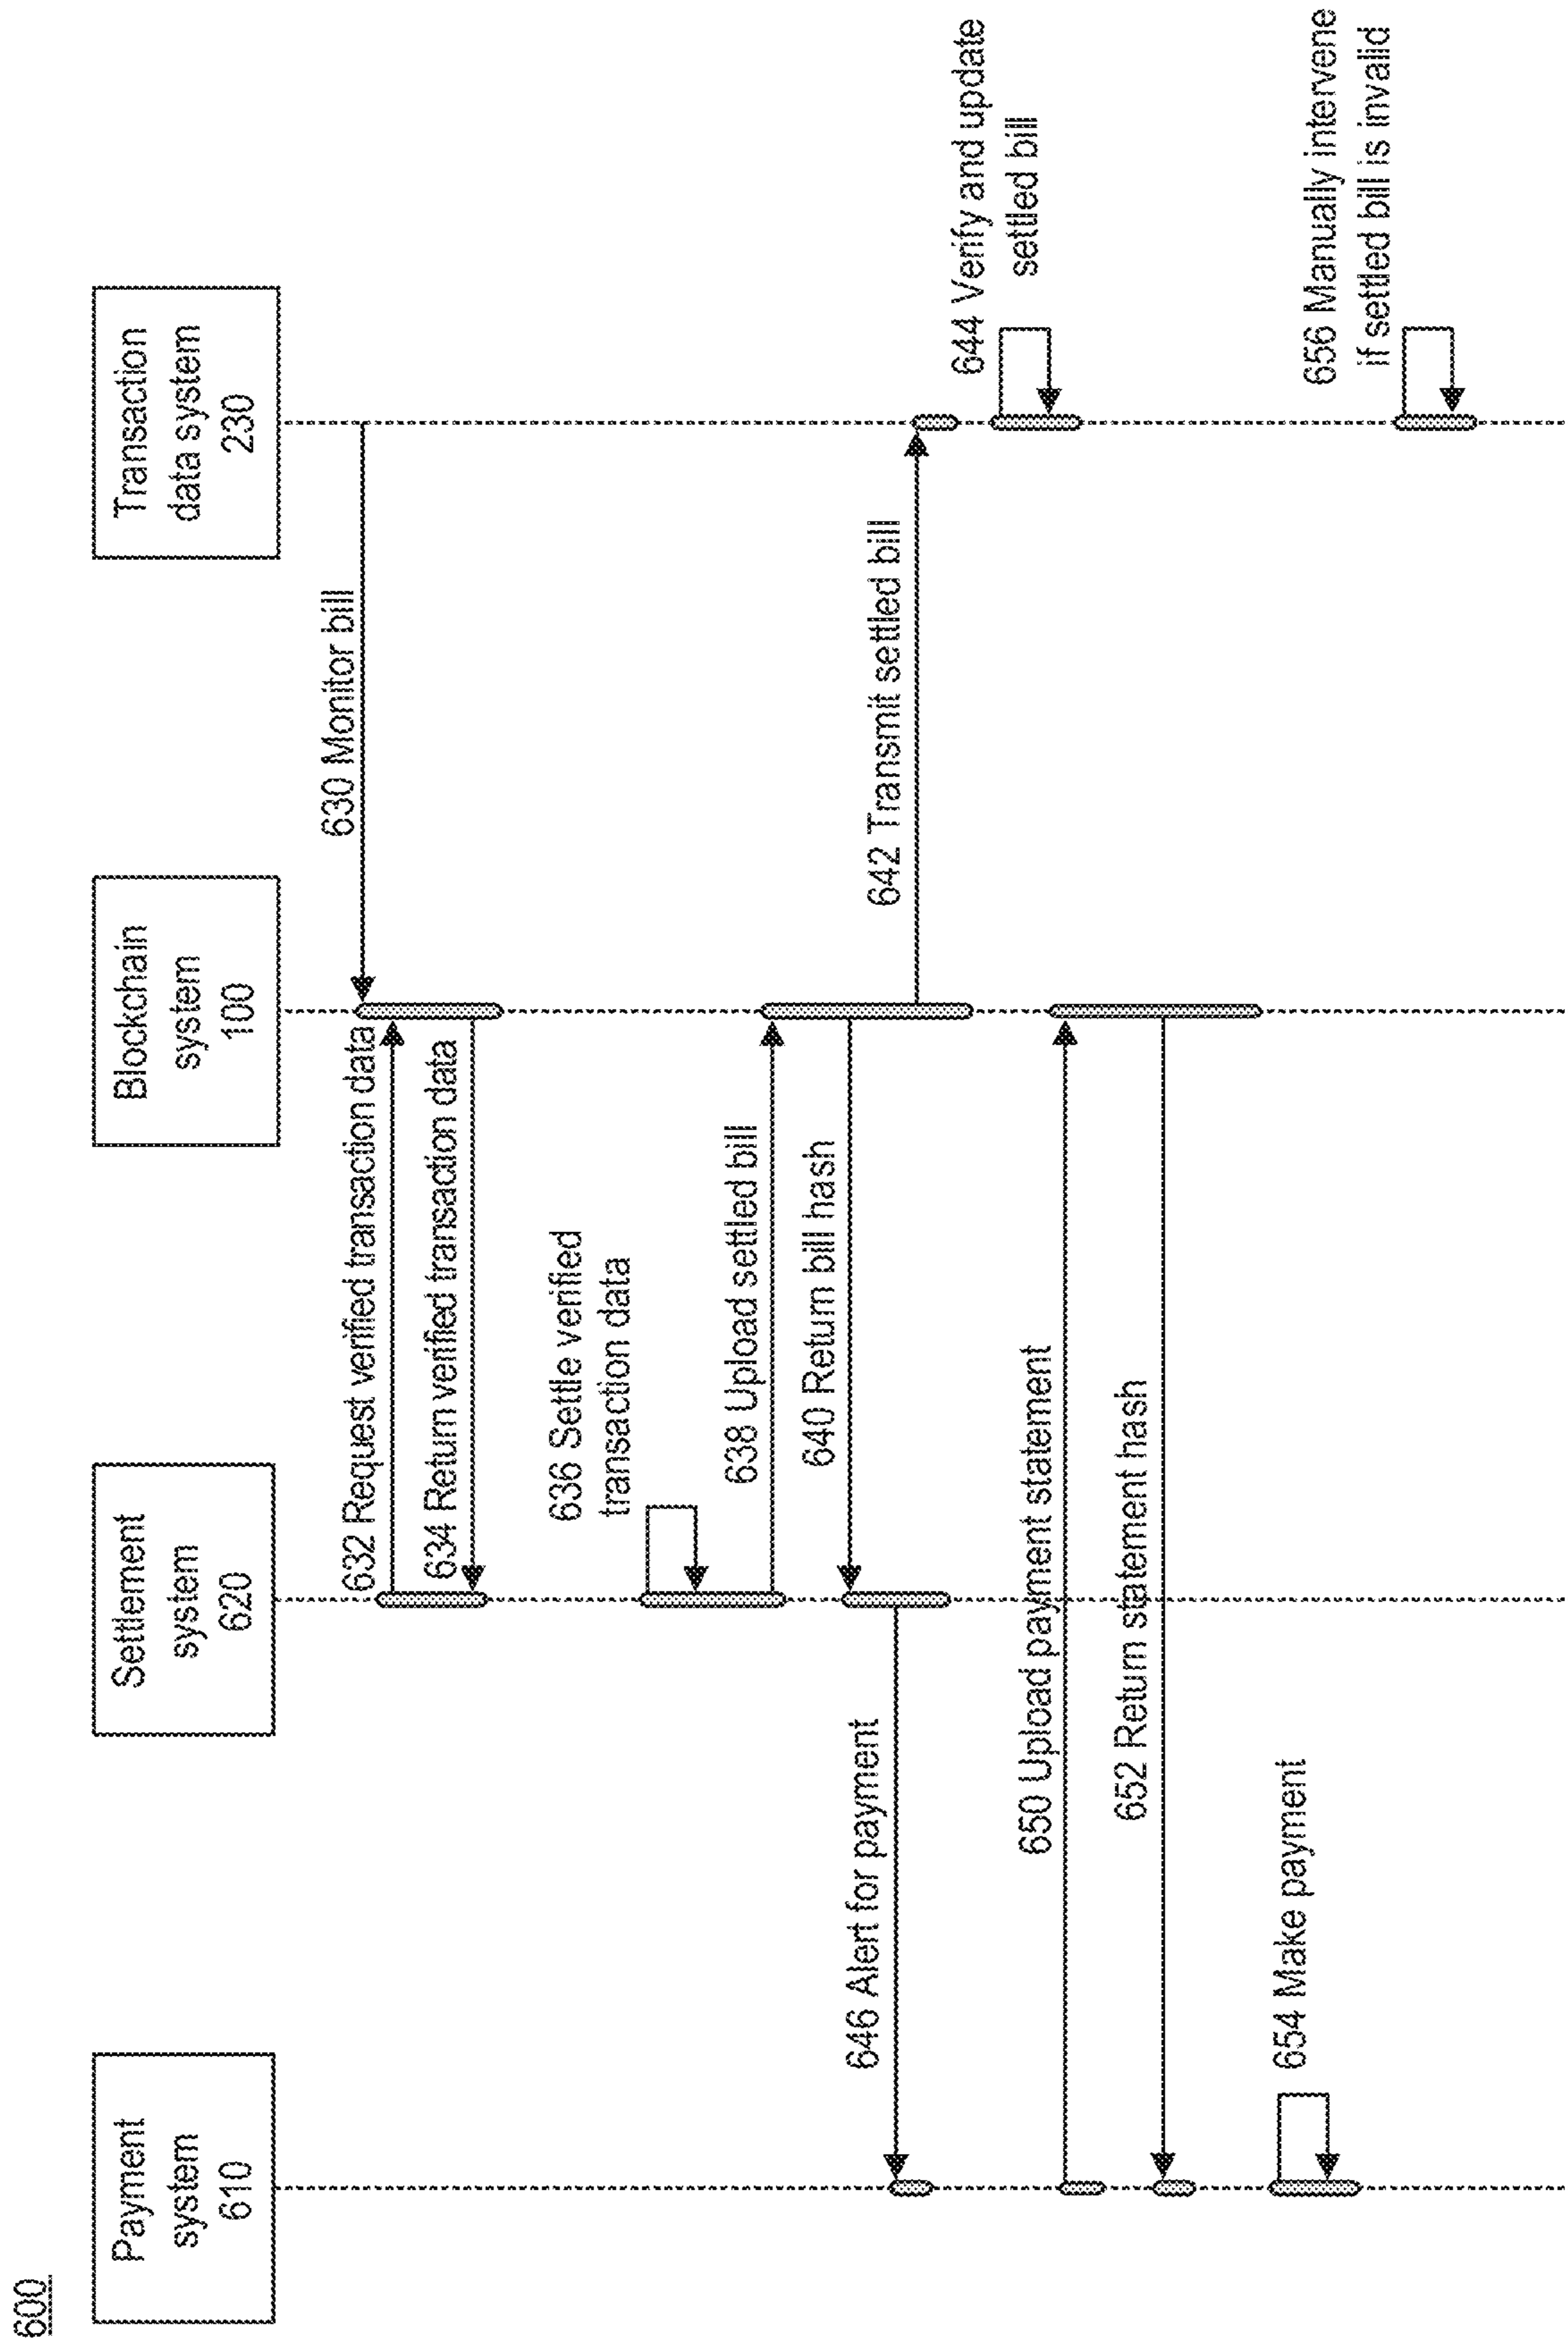 600
Payment
system
610
Settlement
system
620
Blockchain
system
100
Transaction
data system
230
630 Monitor bill
632 Request verified transaction data
634 Return verified transaction data
636 Settle verified
transaction data
638 Upload settled bill
640 Return bill hash
642 Transmit settled bill
644 Verify and update
settled bill
646 Alert for payment
650 Upload payment statement
652 Return statement hash
654 Make payment
656 Manually intervene
if settled bill is invalid